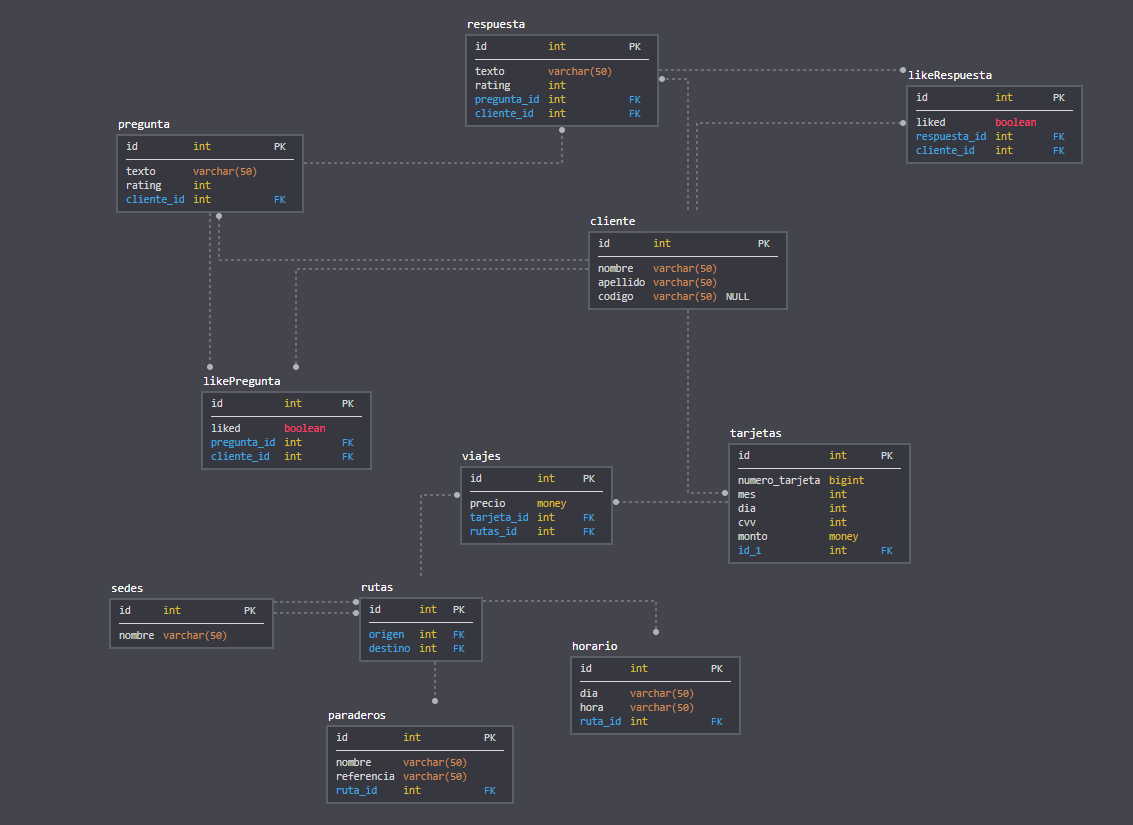 respuesta
id int PK
texto varchar(50)
rating int
pregunta_id int FK
cliente_id int FK
likeRespuesta
id int PK
liked boolean
respuesta_id int FK
cliente_id int FK
pregunta
id int PK
texto varchar(50)
rating int
cliente_id int FK
cliente
id int PK
nombre varchar(50)
apellido varchar(50)
codigo varchar(50) NULL
likePregunta
id int PK
liked boolean
pregunta_id int FK
cliente_id int FK
tarjetas
id int PK
numero_tarjeta bigint
mes int
dia int
cvv int
monto money
id_1 int FK
viajes
id int PK
precio money
tarjeta_id int FK
rutas_id int FK
sedes
id int PK
nombre varchar(50)
rutas
id int PK
origen int FK
destino int FK
horario
id int PK
dia varchar(50)
hora varchar(50)
ruta_id int FK
paraderos
id int PK
nombre varchar(50)
referencia varchar(50)
ruta_id int FK